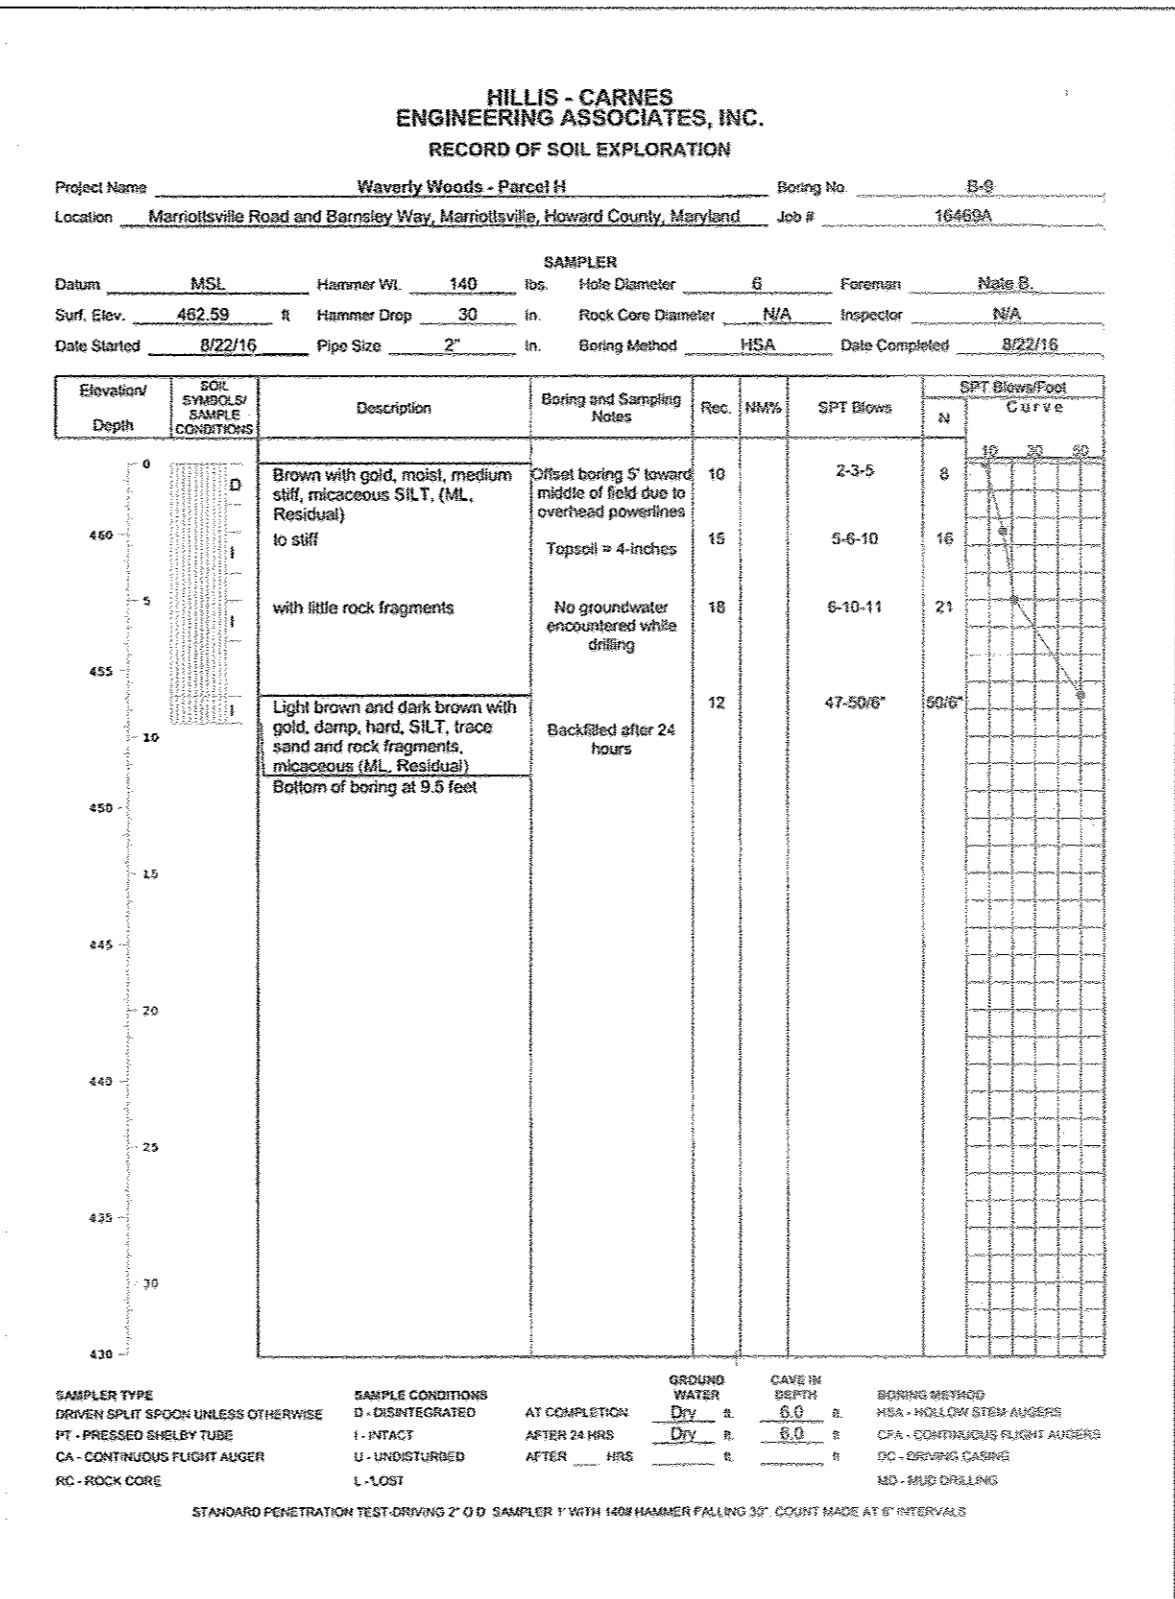 HILLIS - CARNES
ENGINEERING ASSOCIATES, INC.
RECORD OF SOIL EXPLORATION
Project Name Waverly Woods - Parcel H Boring No. B-9
Location Marriottsville Road and Barnsley Way, Marriottsville, Howard County, Maryland Job # 16469A
SAMPLER
Datum MSL Hammer Wt. 140 lbs. Hole Diameter 6 Foreman Nate B.
Surf. Elev. 462.59 ft Hammer Drop 30 in. Rock Core Diameter N/A Inspector N/A
Date Started 8/22/16 Pipe Size 2" in. Boring Method HSA Date Completed 8/22/16
Elevation/
Depth
SOIL
SYMBOLS/
SAMPLE
CONDITIONS
Description
Boring and Sampling
Notes
Rec.
NM%
SPT Blows
SPT Blows/Foot
N
Curve
10 30 50
0
D
Brown with gold, moist, medium
stiff, micaceous SILT, (ML,
Residual)
Offset boring 5' toward
middle of field due to
overhead powerlines
10
2-3-5
8
460
I
to stiff
Topsoil = 4-inches
15
5-6-10
16
5
I
with little rock fragments
No groundwater
encountered while
drilling
18
6-10-11
21
455
I
Light brown and dark brown with
gold, damp, hard, SILT, trace
sand and rock fragments,
micaceous (ML, Residual)
12
47-50/6"
50/6"
10
Backfilled after 24
hours
Bottom of boring at 9.5 feet
450
15
445
20
440
25
435
30
430
GROUND
WATER
CAVE IN
DEPTH
SAMPLER TYPE SAMPLE CONDITIONS BORING METHOD
DRIVEN SPLIT SPOON UNLESS OTHERWISE D - DISINTEGRATED AT COMPLETION Dry ft. 6.0 ft. HSA - HOLLOW STEM AUGERS
PT - PRESSED SHELBY TUBE I - INTACT AFTER 24 HRS Dry ft. 6.0 ft CFA - CONTINUOUS FLIGHT AUGERS
CA - CONTINUOUS FLIGHT AUGER U - UNDISTURBED AFTER ___ HRS ft. ft DC - DRIVING CASING
RC - ROCK CORE L - LOST MD - MUD DRILLING
STANDARD PENETRATION TEST-DRIVING 2" OD SAMPLER 1' WITH 140# HAMMER FALLING 30": COUNT MADE AT 6" INTERVALS